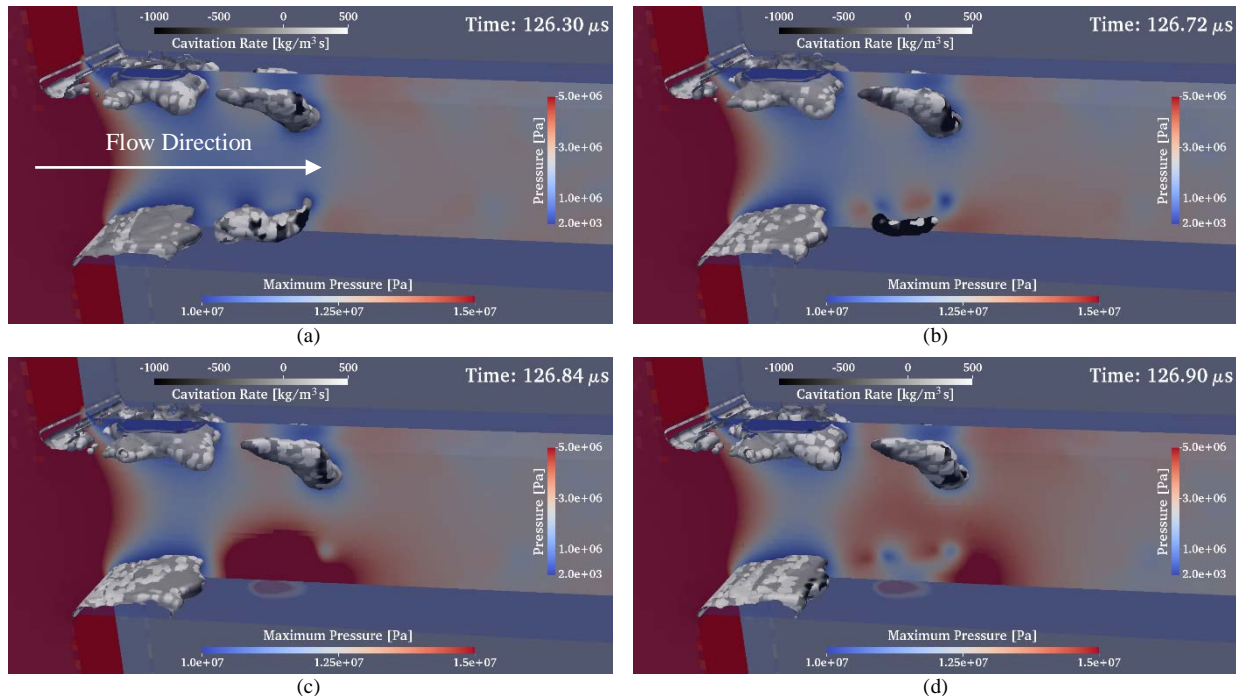 -1000 -500 0 500
Cavitation Rate [kg/m³ s]
Time: 126.30 μs
Flow Direction
Pressure [Pa]
-5.0e+06
-3.0e+06
1.0e+06
2.0e+03
Maximum Pressure [Pa]
1.0e+07 1.25e+07 1.5e+07
(a)
-1000 -500 0 500
Cavitation Rate [kg/m³ s]
Time: 126.72 μs
Pressure [Pa]
-5.0e+06
-3.0e+06
1.0e+06
2.0e+03
Maximum Pressure [Pa]
1.0e+07 1.25e+07 1.5e+07
(b)
-1000 -500 0 500
Cavitation Rate [kg/m³ s]
Time: 126.84 μs
Pressure [Pa]
-5.0e+06
-3.0e+06
1.0e+06
2.0e+03
Maximum Pressure [Pa]
1.0e+07 1.25e+07 1.5e+07
(c)
-1000 -500 0 500
Cavitation Rate [kg/m³ s]
Time: 126.90 μs
Pressure [Pa]
-5.0e+06
-3.0e+06
1.0e+06
2.0e+03
Maximum Pressure [Pa]
1.0e+07 1.25e+07 1.5e+07
(d)